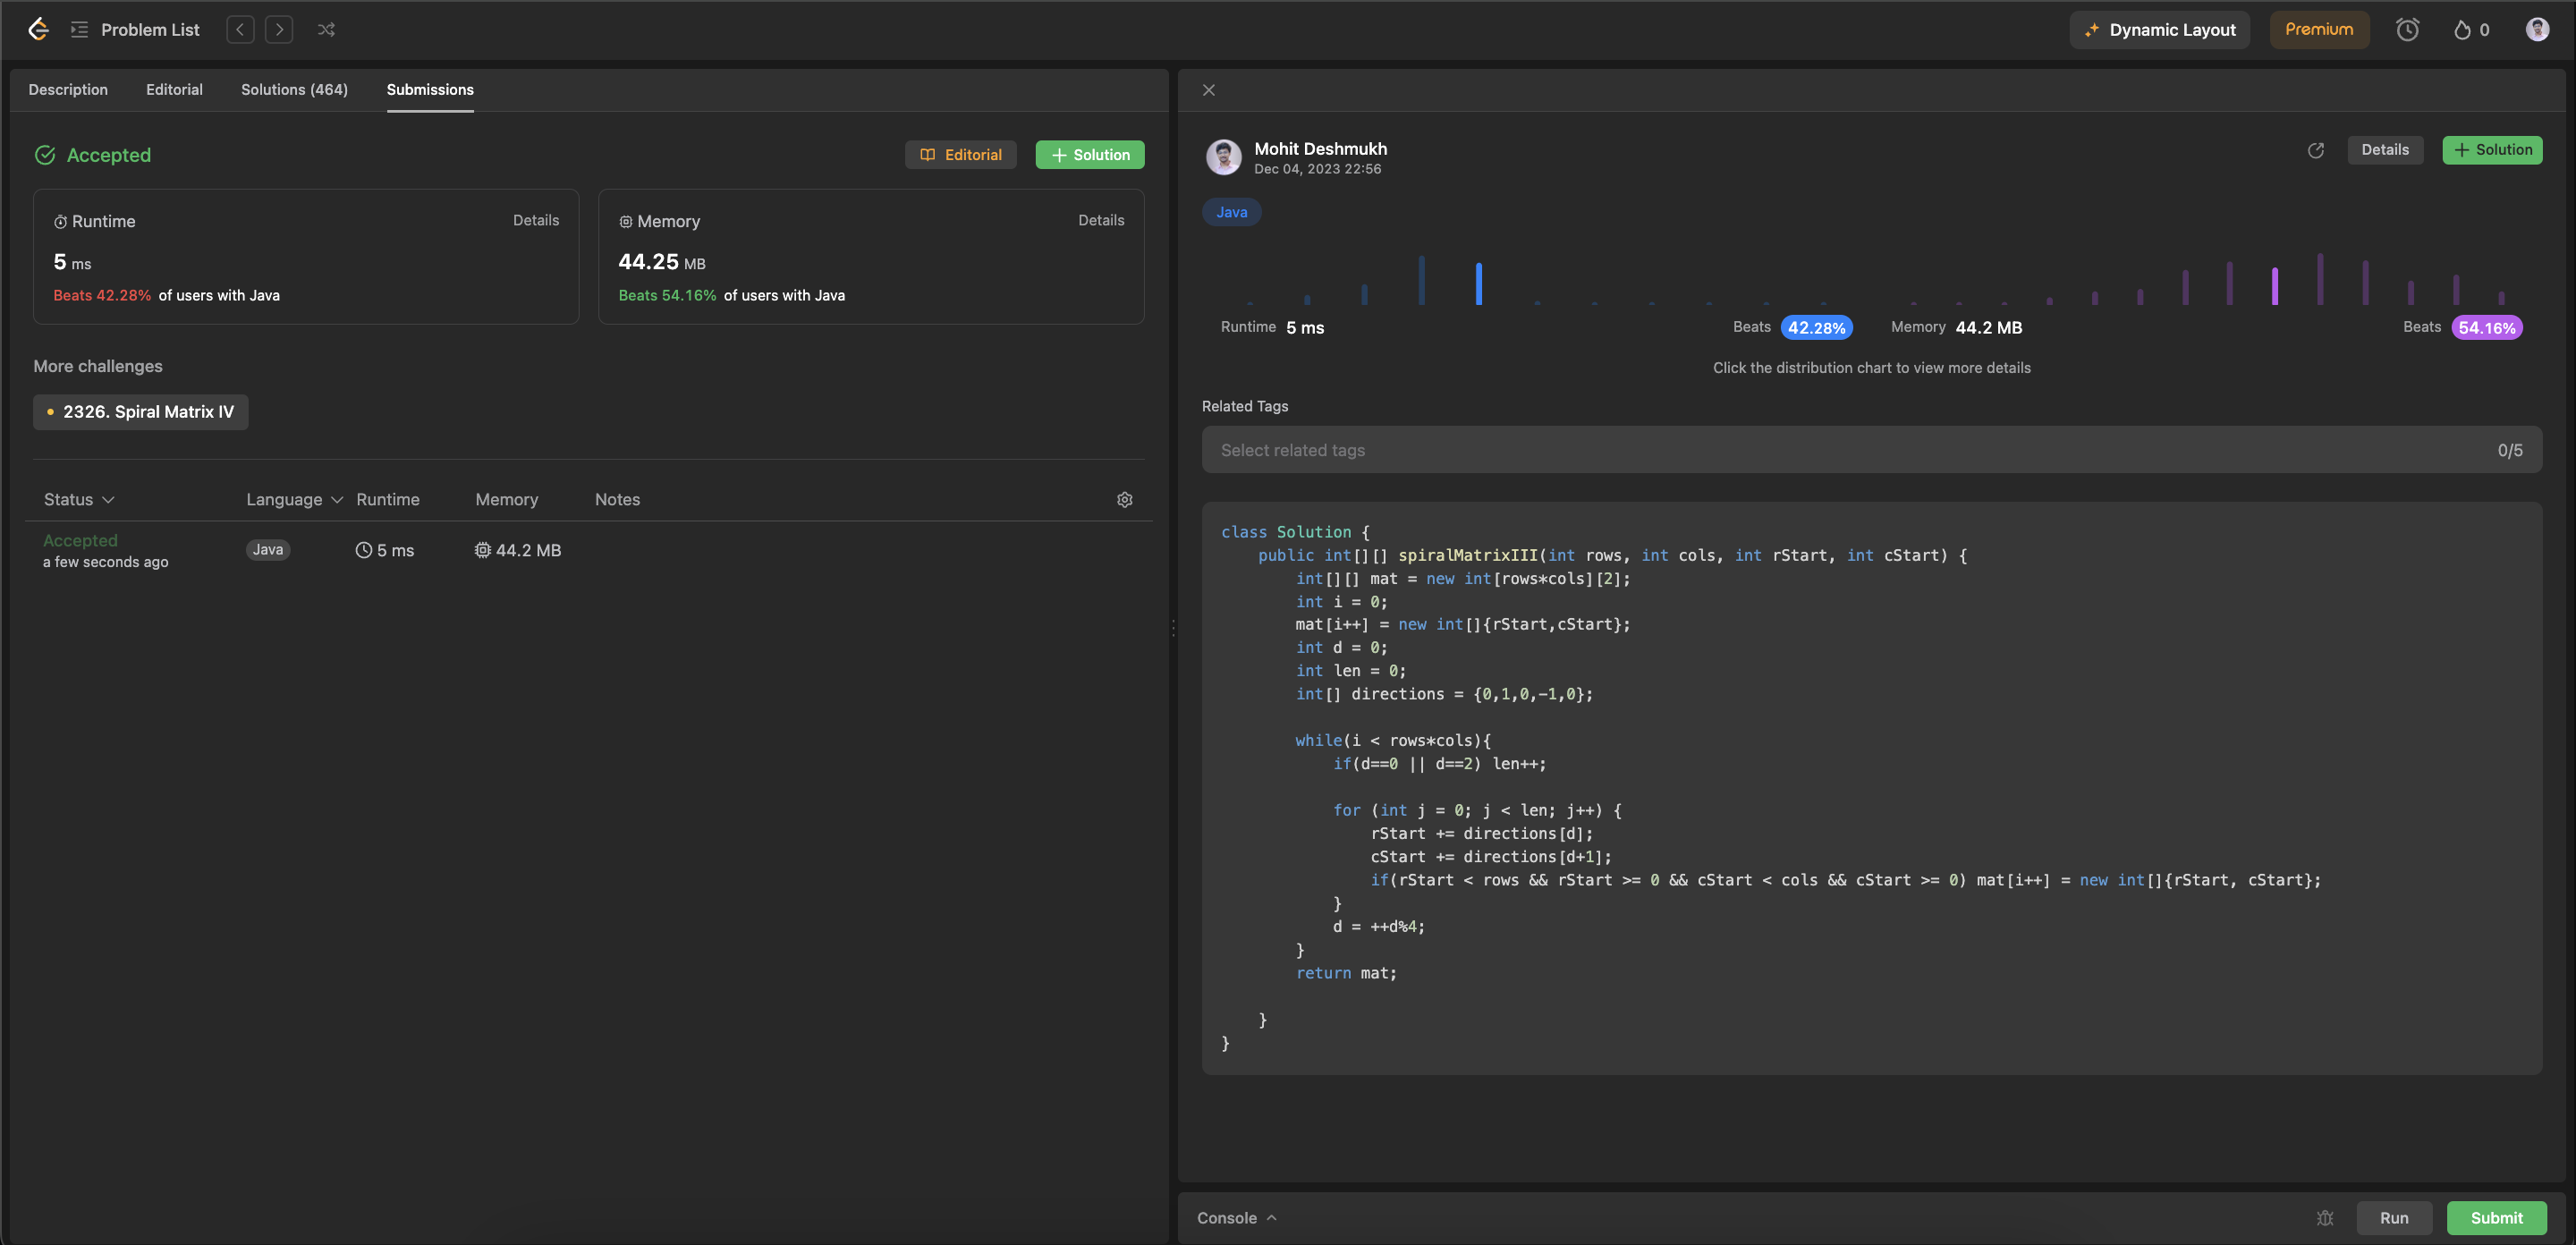 Problem List
Dynamic Layout
Premium
0
Description Editorial Solutions (464) Submissions
Accepted
Editorial
+ Solution
Runtime Details
5 ms
Beats 42.28% of users with Java
Memory Details
44.25 MB
Beats 54.16% of users with Java
More challenges
2326. Spiral Matrix IV
Status Language Runtime Memory Notes
Accepted
a few seconds ago
Java 5 ms 44.2 MB
Mohit Deshmukh
Dec 04, 2023 22:56
Details
+ Solution
Java
Runtime 5 ms Beats 42.28% Memory 44.2 MB Beats 54.16%
Click the distribution chart to view more details
Related Tags
Select related tags 0/5
class Solution {
    public int[][] spiralMatrixIII(int rows, int cols, int rStart, int cStart) {
        int[][] mat = new int[rows*cols][2];
        int i = 0;
        mat[i++] = new int[]{rStart,cStart};
        int d = 0;
        int len = 0;
        int[] directions = {0,1,0,-1,0};
        while(i < rows*cols){
            if(d==0 || d==2) len++;
            for (int j = 0; j < len; j++) {
                rStart += directions[d];
                cStart += directions[d+1];
                if(rStart < rows && rStart >= 0 && cStart < cols && cStart >= 0) mat[i++] = new int[]{rStart, cStart};
            }
            d = ++d%4;
        }
        return mat;
    }
}
Console
Run
Submit